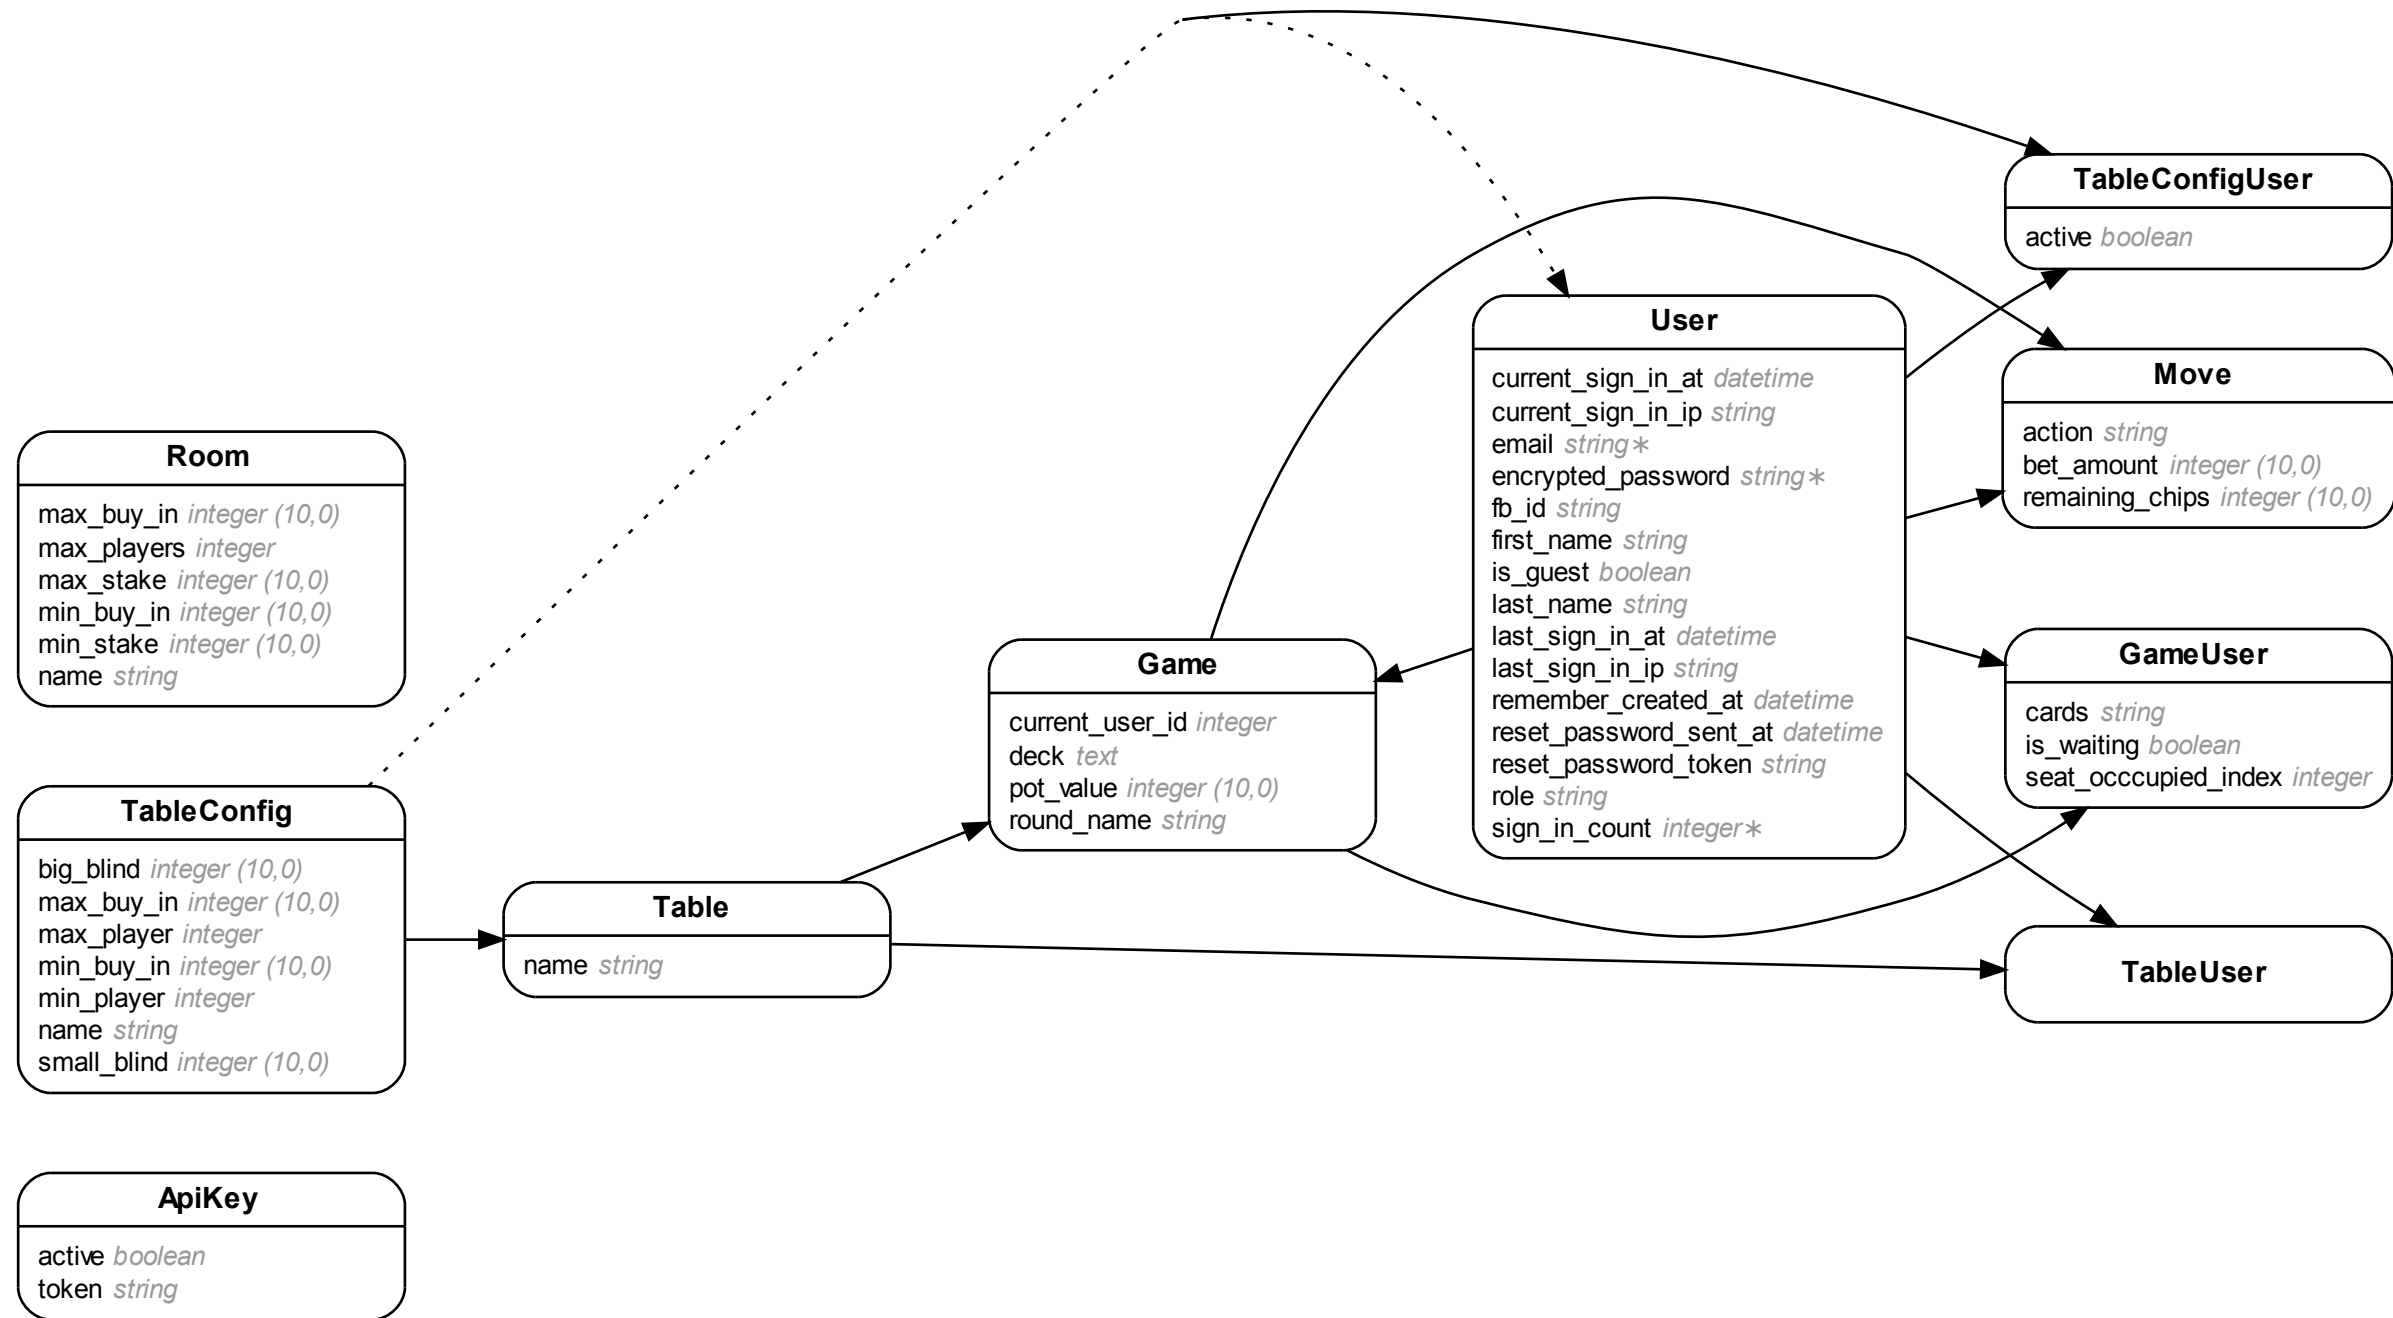 TableConfigUser
active boolean
User
current_sign_in_at datetime
current_sign_in_ip string
email string∗
encrypted_password string∗
fb_id string
first_name string
is_guest boolean
last_name string
last_sign_in_at datetime
last_sign_in_ip string
remember_created_at datetime
reset_password_sent_at datetime
reset_password_token string
role string
sign_in_count integer∗
Move
action string
bet_amount integer (10,0)
remaining_chips integer (10,0)
Room
max_buy_in integer (10,0)
max_players integer
max_stake integer (10,0)
min_buy_in integer (10,0)
min_stake integer (10,0)
name string
Game
current_user_id integer
deck text
pot_value integer (10,0)
round_name string
GameUser
cards string
is_waiting boolean
seat_occcupied_index integer
TableConfig
big_blind integer (10,0)
max_buy_in integer (10,0)
max_player integer
min_buy_in integer (10,0)
min_player integer
name string
small_blind integer (10,0)
Table
name string
TableUser
ApiKey
active boolean
token string